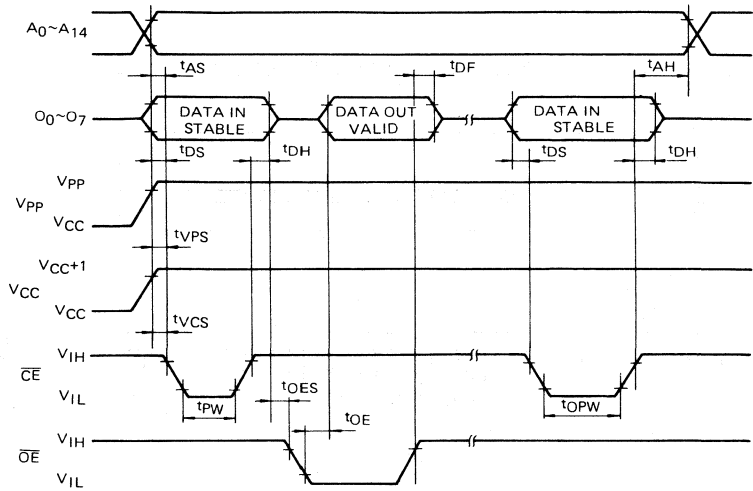 A0~A14
tAS
tDF
tAH
O0~O7
DATA IN
STABLE
DATA OUT
VALID
DATA IN
STABLE
tDS
tDH
tDS
tDH
VPP
VPP
VCC
tVPS
VCC+1
VCC
VCC
tVCS
VIH
CE
VIL
tPW
tOES
tOE
tOPW
VIH
OE
VIL